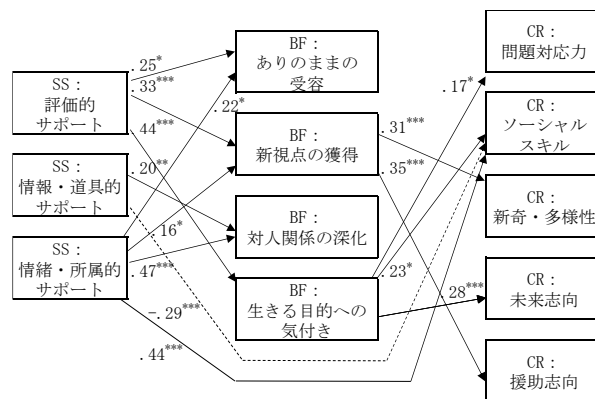 SS：
評価的
サポート
SS：
情報・道具的
サポート
SS：
情緒・所属的
サポート
.25*
.33***
.44***
.22*
.20**
.16*
.47***
-.29***
.44***
BF：
ありのままの
受容
BF：
新視点の獲得
BF：
対人関係の深化
BF：
生きる目的への
気付き
.17*
.31***
.35***
.23*
.28***
CR：
問題対応力
CR：
ソーシャル
スキル
CR：
新奇・多様性
CR：
未来志向
CR：
援助志向